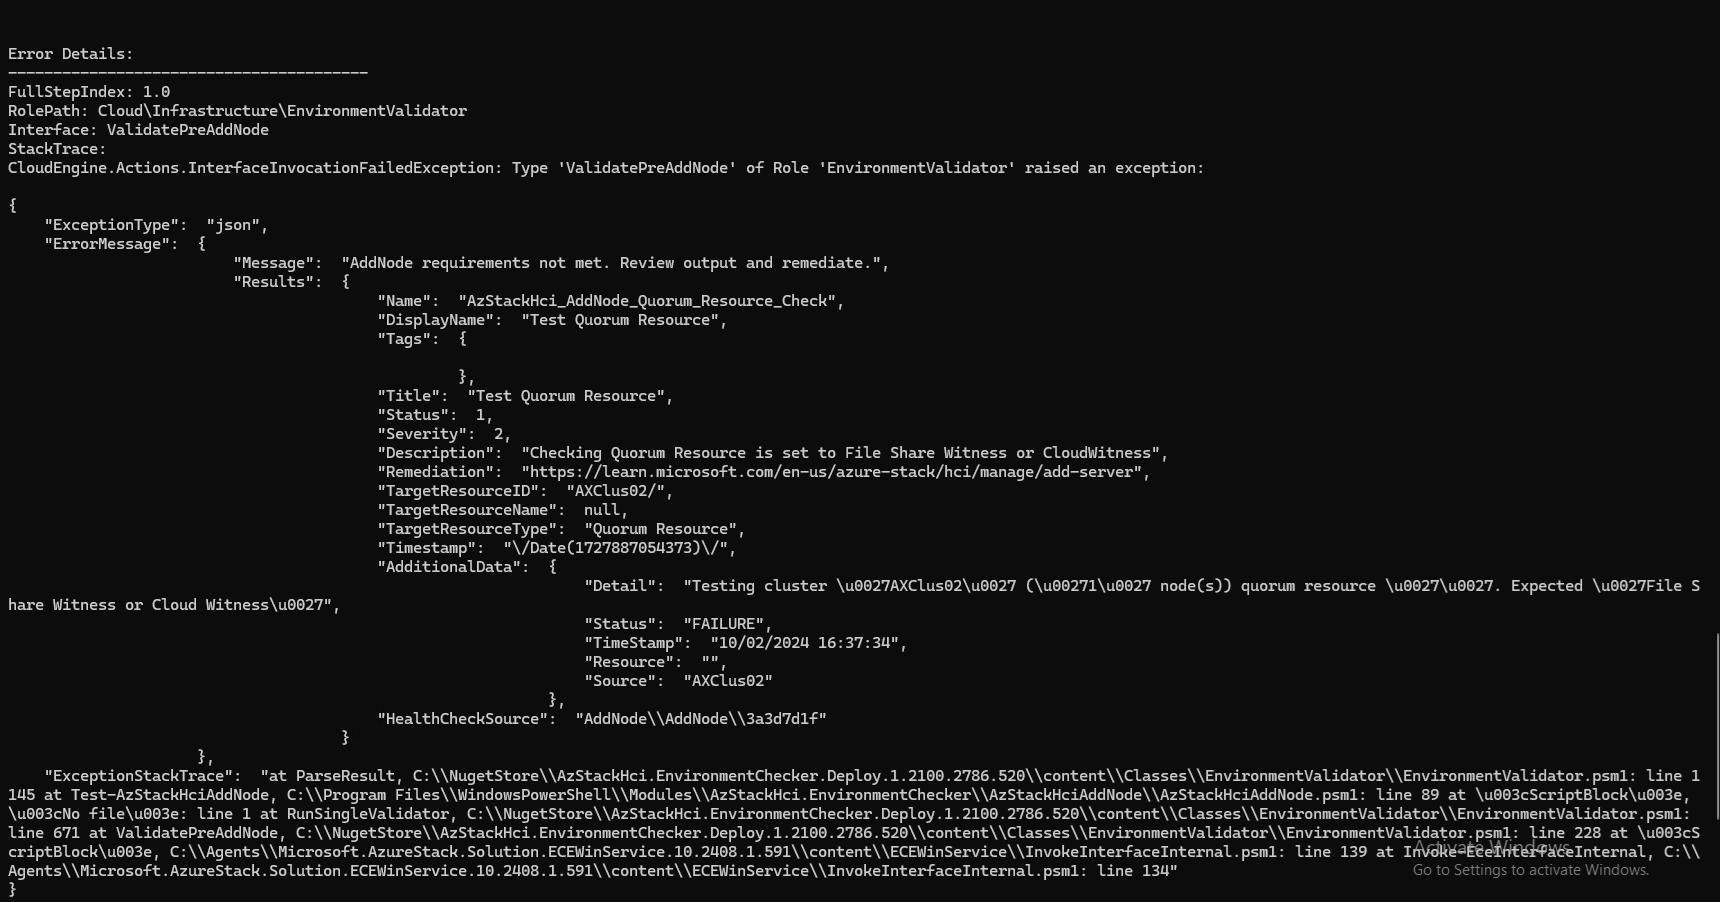 Error Details:
----------------------------------------
FullStepIndex: 1.0
RolePath: Cloud\Infrastructure\EnvironmentValidator
Interface: ValidatePreAddNode
StackTrace:
CloudEngine.Actions.InterfaceInvocationFailedException: Type 'ValidatePreAddNode' of Role 'EnvironmentValidator' raised an exception:
{
"ExceptionType":  "json",
"ErrorMessage":  {
"Message":  "AddNode requirements not met. Review output and remediate.",
"Results":  {
"Name":  "AzStackHci_AddNode_Quorum_Resource_Check",
"DisplayName":  "Test Quorum Resource",
"Tags":  {
},
"Title":  "Test Quorum Resource",
"Status":  1,
"Severity":  2,
"Description":  "Checking Quorum Resource is set to File Share Witness or CloudWitness",
"Remediation":  "https://learn.microsoft.com/en-us/azure-stack/hci/manage/add-server",
"TargetResourceID":  "AXClus02/",
"TargetResourceName":  null,
"TargetResourceType":  "Quorum Resource",
"Timestamp":  "\/Date(1727887054373)\/",
"AdditionalData":  {
"Detail":  "Testing cluster \u0027AXClus02\u0027 (\u00271\u0027 node(s)) quorum resource \u0027\u0027. Expected \u0027File S
hare Witness or Cloud Witness\u0027",
"Status":  "FAILURE",
"TimeStamp":  "10/02/2024 16:37:34",
"Resource":  "",
"Source":  "AXClus02"
},
"HealthCheckSource":  "AddNode\\AddNode\\3a3d7d1f"
}
},
"ExceptionStackTrace":  "at ParseResult, C:\\NugetStore\\AzStackHci.EnvironmentChecker.Deploy.1.2100.2786.520\\content\\Classes\\EnvironmentValidator\\EnvironmentValidator.psm1: line 1
145 at Test-AzStackHciAddNode, C:\\Program Files\\WindowsPowerShell\\Modules\\AzStackHci.EnvironmentChecker\\AzStackHciAddNode\\AzStackHciAddNode.psm1: line 89 at \u003cScriptBlock\u003e,
\u003cNo file\u003e: line 1 at RunSingleValidator, C:\\NugetStore\\AzStackHci.EnvironmentChecker.Deploy.1.2100.2786.520\\content\\Classes\\EnvironmentValidator\\EnvironmentValidator.psm1:
line 671 at ValidatePreAddNode, C:\\NugetStore\\AzStackHci.EnvironmentChecker.Deploy.1.2100.2786.520\\content\\Classes\\EnvironmentValidator\\EnvironmentValidator.psm1: line 228 at \u003cS
criptBlock\u003e, C:\\Agents\\Microsoft.AzureStack.Solution.ECEWinService.10.2408.1.591\\content\\ECEWinService\\InvokeInterfaceInternal.psm1: line 139 at Invoke-EceInterfaceInternal, C:\\
Agents\\Microsoft.AzureStack.Solution.ECEWinService.10.2408.1.591\\content\\ECEWinService\\InvokeInterfaceInternal.psm1: line 134"
}
Activate Windows
Go to Settings to activate Windows.